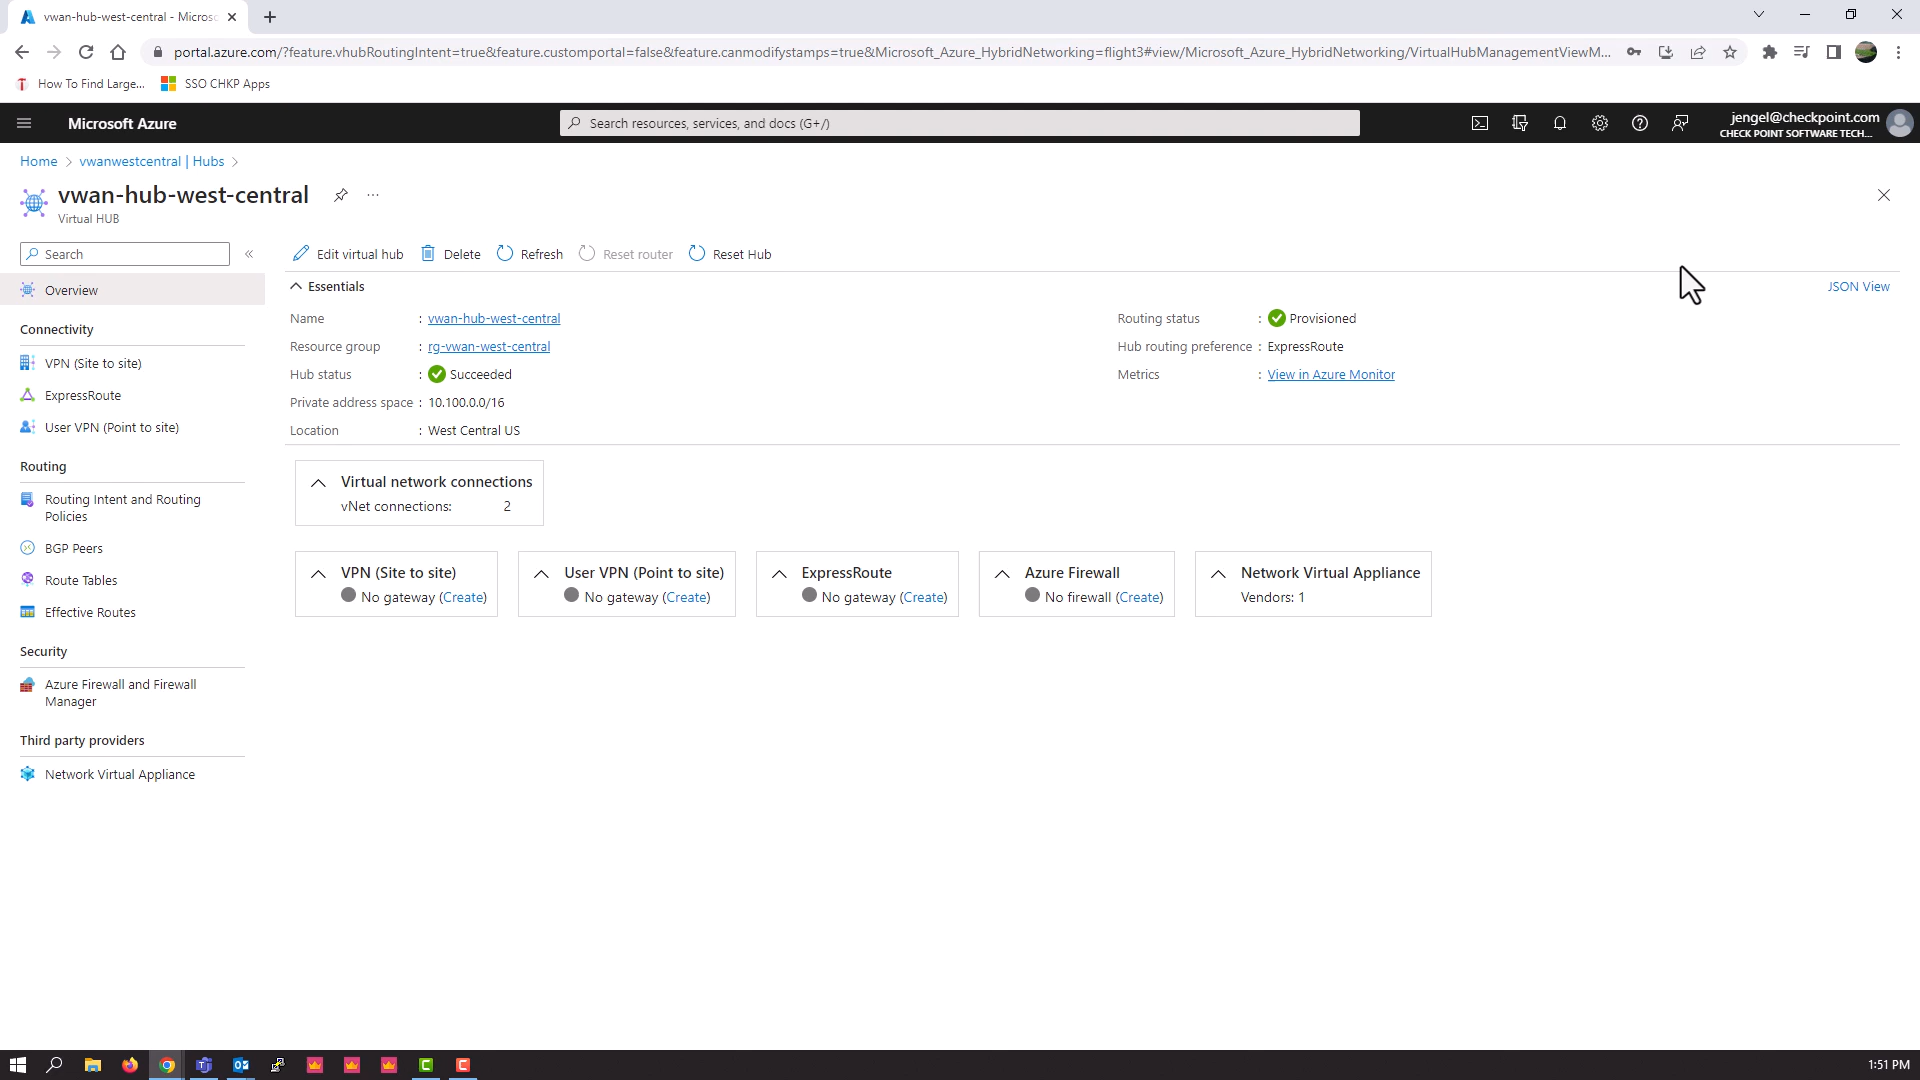 vwan-hub-west-central - Micros
portal.azure.com/?feature.vhubRoutingIntent=true&feature.customportal=false&feature.canmodifystamps=true&Microsoft_Azure_HybridNetworking=flight3#view/Microsoft_Azure_HybridNetworking/VirtualHubManagementViewM...
How To Find Large... SSO CHKP Apps
Microsoft Azure
Search resources, services, and docs (G+/)
jengel@checkpoint.com
CHECK POINT SOFTWARE TECH...
Home > vwanwestcentral | Hubs >
vwan-hub-west-central ...
Virtual HUB
Search «
Edit virtual hub Delete Refresh Reset router Reset Hub
Overview
Connectivity
VPN (Site to site)
ExpressRoute
User VPN (Point to site)
Routing
Routing Intent and Routing
Policies
BGP Peers
Route Tables
Effective Routes
Security
Azure Firewall and Firewall
Manager
Third party providers
Network Virtual Appliance
Essentials
JSON View
Name : vwan-hub-west-central
Resource group : rg-vwan-west-central
Hub status : Succeeded
Private address space : 10.100.0.0/16
Location : West Central US
Routing status : Provisioned
Hub routing preference : ExpressRoute
Metrics : View in Azure Monitor
Virtual network connections
vNet connections: 2
VPN (Site to site)
No gateway (Create)
User VPN (Point to site)
No gateway (Create)
ExpressRoute
No gateway (Create)
Azure Firewall
No firewall (Create)
Network Virtual Appliance
Vendors: 1
1:51 PM